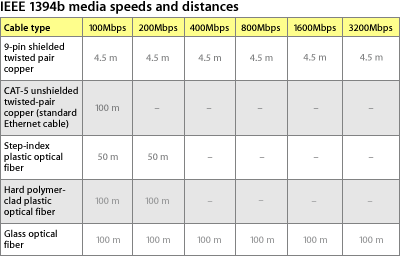 IEEE 1394b media speeds and distances
Cable type 100Mbps 200Mbps 400Mbps 800Mbps 1600Mbps 3200Mbps
9-pin shielded
twisted pair
copper
4.5 m 4.5 m 4.5 m 4.5 m 4.5 m 4.5 m
CAT-5 unshielded
twisted-pair
copper (standard
Ethernet cable)
100 m – – – – –
Step-index
plastic optical
fiber
50 m 50 m – – – –
Hard polymer-
clad plastic
optical fiber
100 m 100 m – – – –
Glass optical
fiber
100 m 100 m 100 m 100 m 100 m 100 m